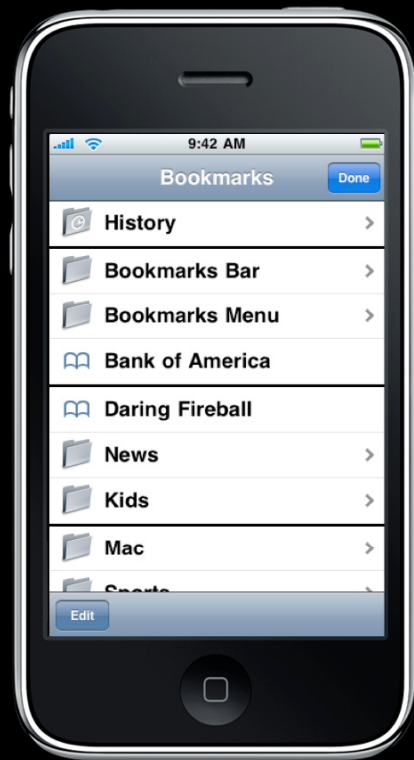 9:42 AM
Bookmarks
Done
History
Bookmarks Bar
Bookmarks Menu
Bank of America
Daring Fireball
News
Kids
Mac
Sports
Edit